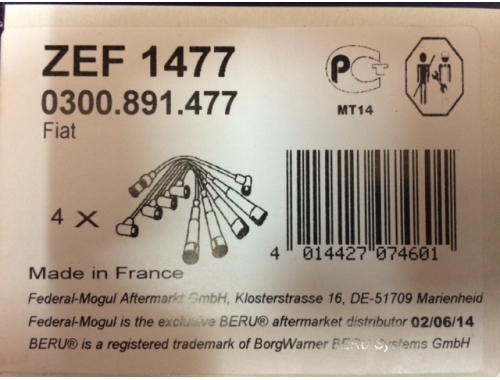 ZEF 1477
0300.891.477
Fiat
PCT
MT14
4 X
4 014427 074601
Made in France
Federal-Mogul Aftermarkt GmbH, Klosterstrasse 16, DE-51709 Marienheid
Federal-Mogul is the exclusive BERU® aftermarket distributor 02/06/14
BERU® is a registered trademark of BorgWarner BERU Systems GmbH